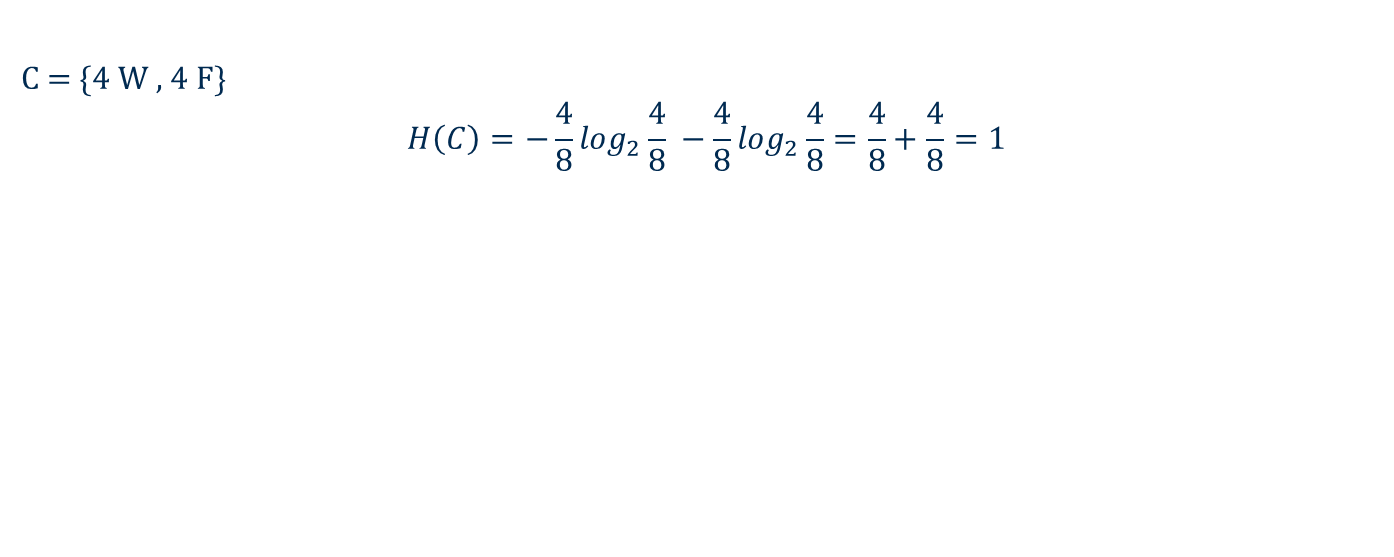 C = {4 W , 4 F}
H(C) = − 4/8 log₂ 4/8 − 4/8 log₂ 4/8 = 4/8 + 4/8 = 1